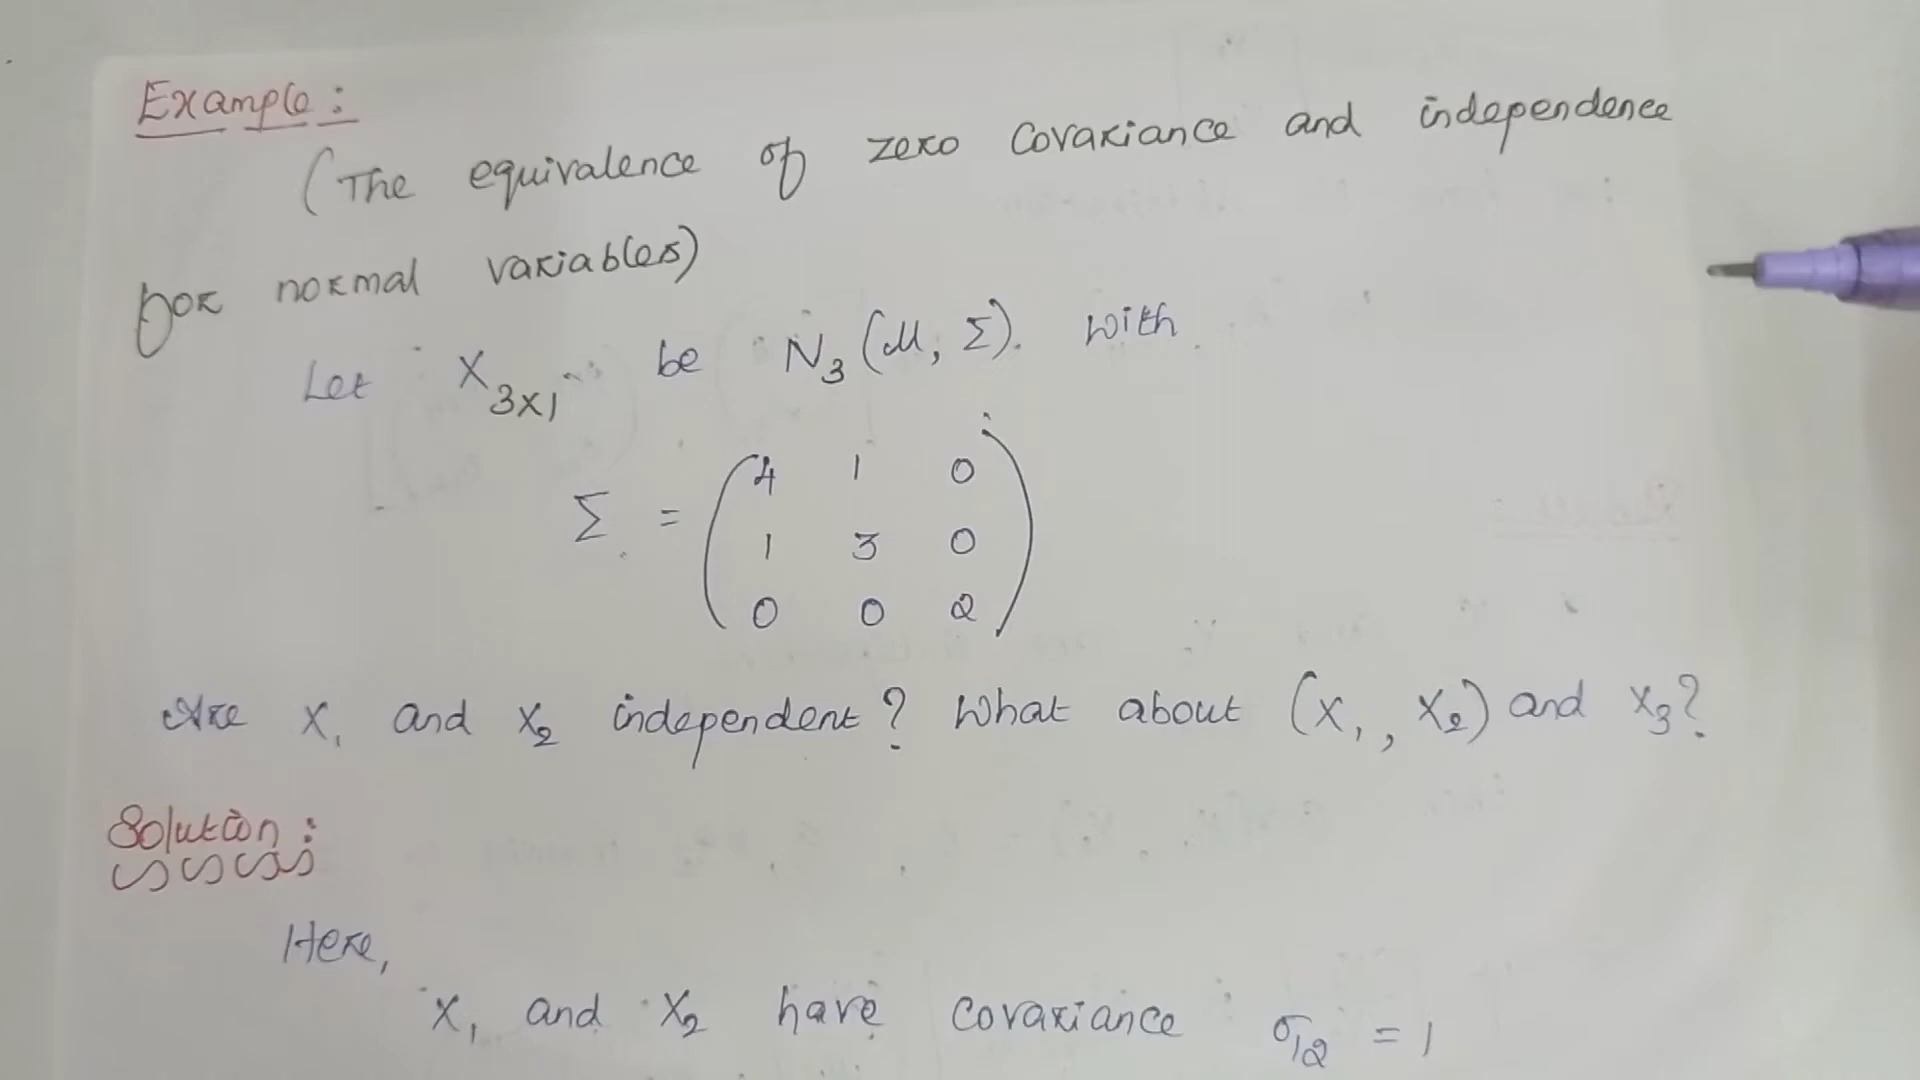 Example:
(The equivalence of zero covariance and independence
for normal variables)
Let X₃ₓ₁ be N₃(μ, Σ). With
Σ = ( 4 1 0
1 3 0
0 0 2 )
Are X₁ and X₂ independent? What about (X₁, X₂) and X₃?
Solution:
Here,
X₁ and X₂ have covariance σ₁₂ = 1